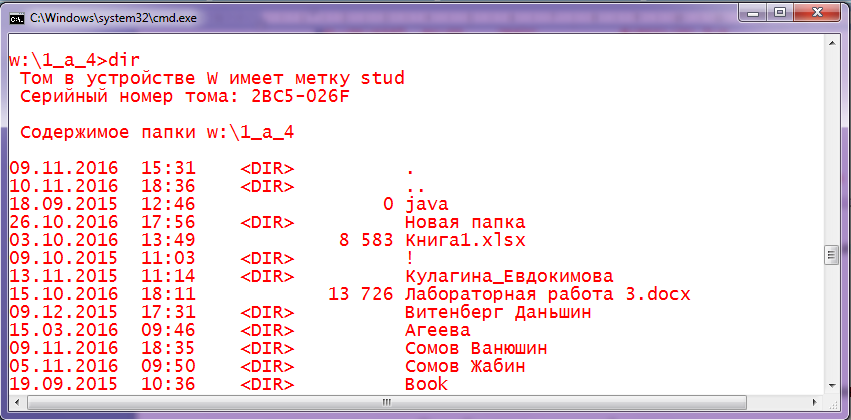 C:\Windows\system32\cmd.exe
w:\1_a_4>dir
Том в устройстве W имеет метку stud
Серийный номер тома: 2BC5-026F
Содержимое папки w:\1_a_4
09.11.2016  15:31    <DIR>          .
10.11.2016  18:36    <DIR>          ..
18.09.2015  12:46                 0 java
26.10.2016  17:56    <DIR>          Новая папка
03.10.2016  13:49             8 583 Книга1.xlsx
09.10.2015  11:03    <DIR>          !
13.11.2015  11:14    <DIR>          Кулагина_Евдокимова
15.10.2016  18:11            13 726 Лабораторная работа 3.docx
09.12.2015  17:31    <DIR>          Витенберг Даньшин
15.03.2016  09:46    <DIR>          Агеева
09.11.2016  18:35    <DIR>          Сомов Ванюшин
05.11.2016  09:50    <DIR>          Сомов Жабин
19.09.2015  10:36    <DIR>          Book